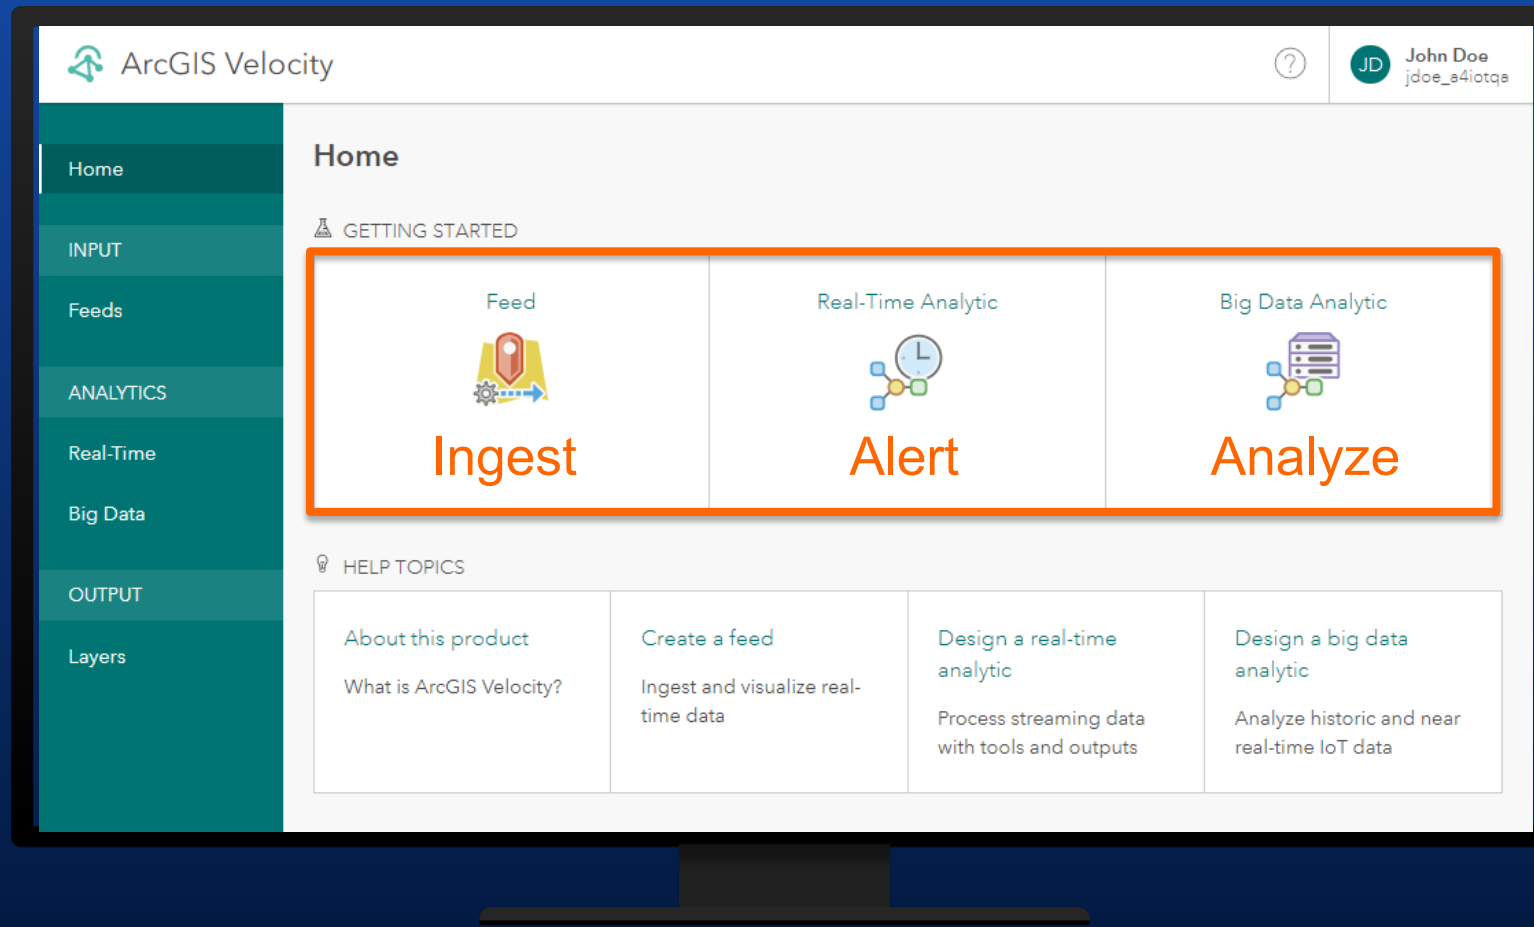 ArcGIS Velocity
?
JD
John Doe
jdoe_a4iotqa
Home
INPUT
Feeds
ANALYTICS
Real-Time
Big Data
OUTPUT
Layers
Home
GETTING STARTED
Feed
Ingest
Real-Time Analytic
Alert
Big Data Analytic
Analyze
HELP TOPICS
About this product
What is ArcGIS Velocity?
Create a feed
Ingest and visualize real-
time data
Design a real-time
analytic
Process streaming data
with tools and outputs
Design a big data
analytic
Analyze historic and near
real-time IoT data